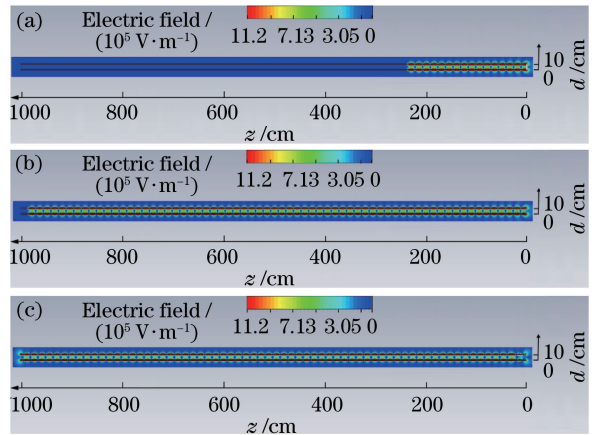 (a)
Electric field /
(10⁵ V·m⁻¹)
11.2 7.13 3.05 0
10
0
d /cm
1000 800 600 400 200 0
z /cm
(b)
Electric field /
(10⁵ V·m⁻¹)
11.2 7.13 3.05 0
10
0
d /cm
1000 800 600 400 200 0
z /cm
(c)
Electric field /
(10⁵ V·m⁻¹)
11.2 7.13 3.05 0
10
0
d /cm
1000 800 600 400 200 0
z /cm